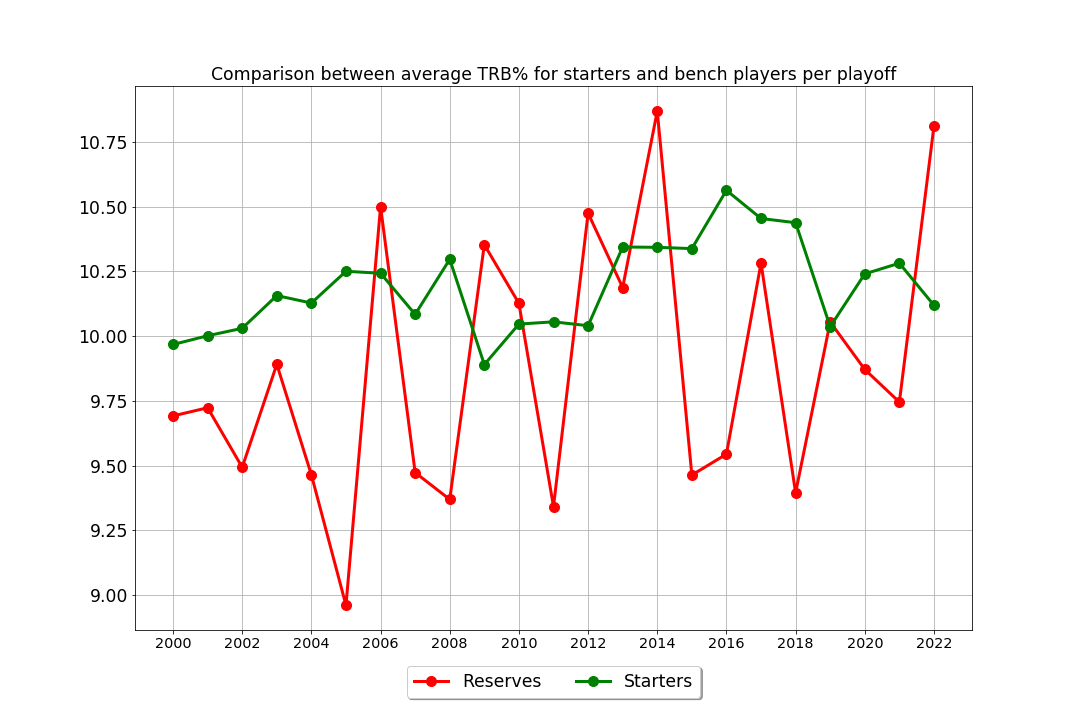 Comparison between average TRB% for starters and bench players per playoff
10.75
10.50
10.25
10.00
9.75
9.50
9.25
9.00
2000 2002 2004 2006 2008 2010 2012 2014 2016 2018 2020 2022
Reserves Starters